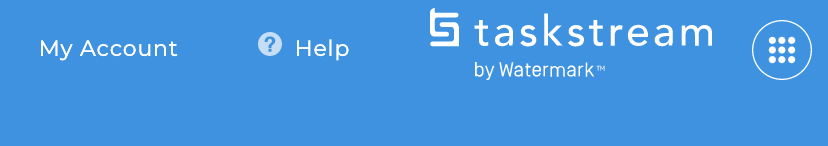 My Account
? Help
taskstream
by Watermark™